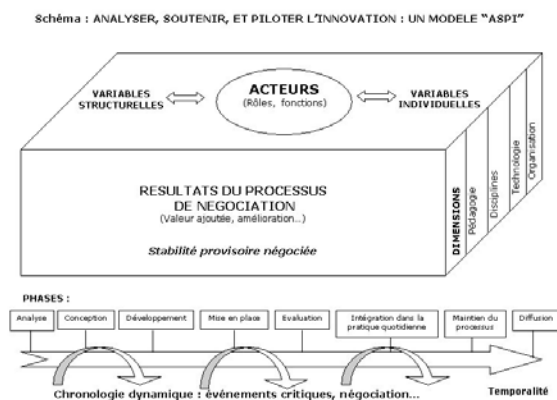 Schéma : ANALYSER, SOUTENIR, ET PILOTER L'INNOVATION : UN MODELE "ASPI"
VARIABLES
STRUCTURELLES
ACTEURS
(Rôles, fonctions)
VARIABLES
INDIVIDUELLES
RESULTATS DU PROCESSUS
DE NEGOCIATION
(Valeur ajoutée, amélioration...)
Stabilité provisoire négociée
DIMENSIONS
Pédagogie
Disciplines
Technologie
Organisation
PHASES :
Analyse
Conception
Développement
Mise en place
Evaluation
Intégration dans la
pratique quotidienne
Maintien du
processus
Diffusion
Chronologie dynamique : événements critiques, négociation...
Temporalité